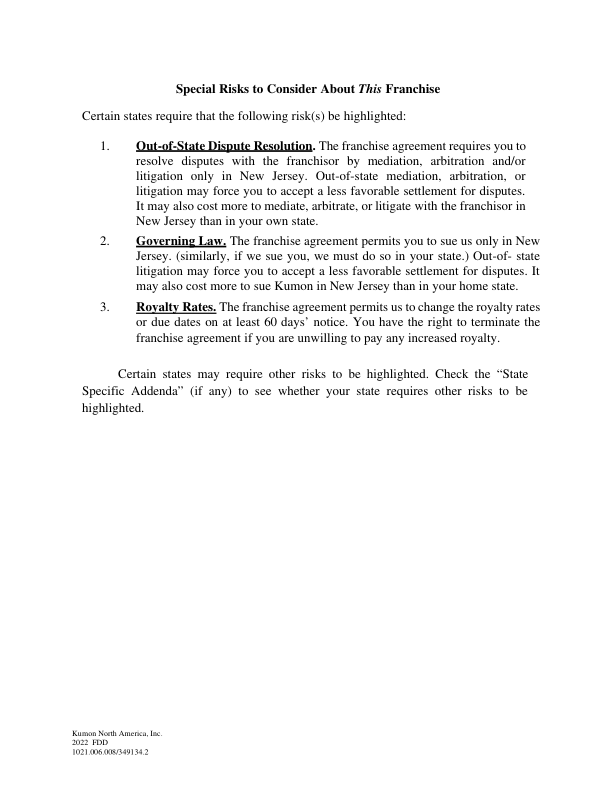 Special Risks to Consider About This Franchise
Certain states require that the following risk(s) be highlighted:
1. Out-of-State Dispute Resolution. The franchise agreement requires you to
resolve disputes with the franchisor by mediation, arbitration and/or
litigation only in New Jersey. Out-of-state mediation, arbitration, or
litigation may force you to accept a less favorable settlement for disputes.
It may also cost more to mediate, arbitrate, or litigate with the franchisor in
New Jersey than in your own state.
2. Governing Law. The franchise agreement permits you to sue us only in New
Jersey. (similarly, if we sue you, we must do so in your state.) Out-of- state
litigation may force you to accept a less favorable settlement for disputes. It
may also cost more to sue Kumon in New Jersey than in your home state.
3. Royalty Rates. The franchise agreement permits us to change the royalty rates
or due dates on at least 60 days’ notice. You have the right to terminate the
franchise agreement if you are unwilling to pay any increased royalty.
Certain states may require other risks to be highlighted. Check the “State
Specific Addenda” (if any) to see whether your state requires other risks to be
highlighted.
Kumon North America, Inc.
2022 FDD
1021.006.008/349134.2